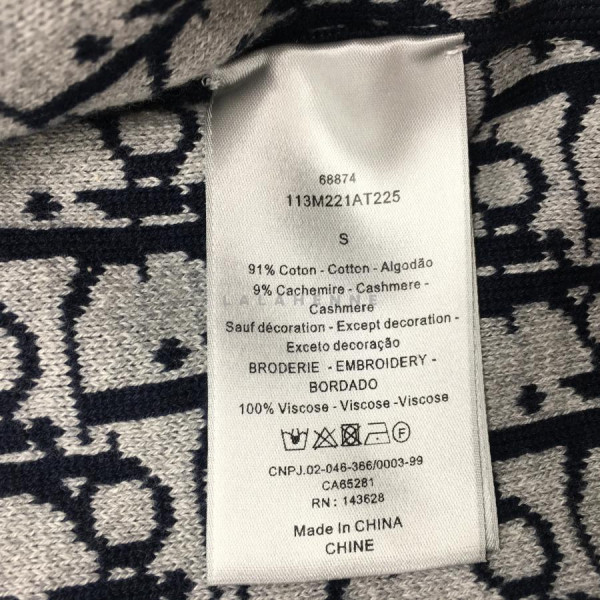 68874
113M221AT225
S
91% Coton - Cotton - Algodão
9% Cachemire - Cashmere -
LALAHENNE
Cashmere
Sauf décoration - Except decoration -
Exceto decoração
BRODERIE - EMBROIDERY -
BORDADO
100% Viscose - Viscose -Viscose
CNPJ.02-046-366/0003-99
CA65281
RN : 143628
Made In CHINA
CHINE